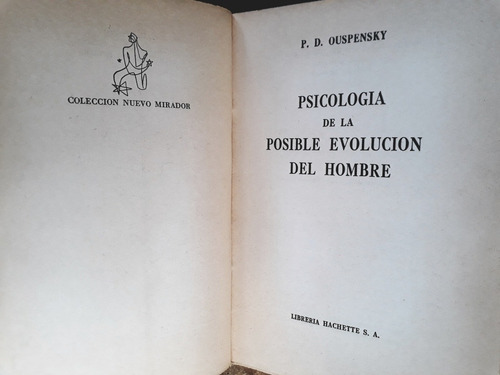 COLECCION NUEVO MIRADOR
P. D. OUSPENSKY
PSICOLOGIA
DE LA
POSIBLE EVOLUCION
DEL HOMBRE
LIBRERIA HACHETTE S. A.